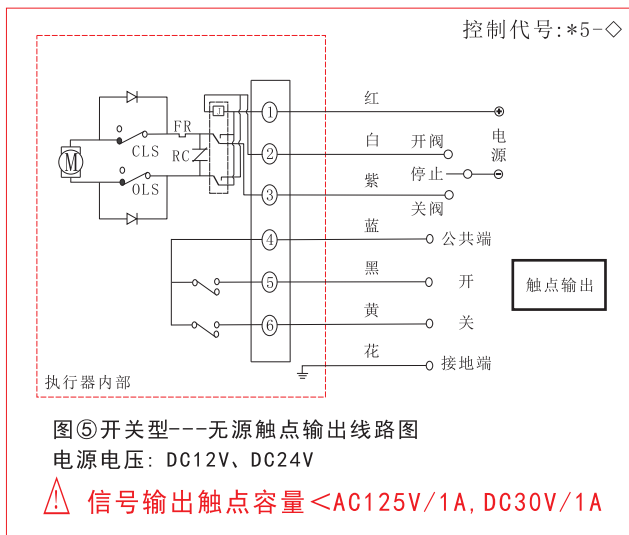 控制代号:*5-◇
① 红 ⊕
电源
FR
J
CLS
RC
M
OLS
② 白 开阀
停止 ⊖
③ 紫
关阀
④ 蓝 公共端
⑤ 黑 开
触点输出
⑥ 黄 关
花 接地端
执行器内部
图⑤开关型---无源触点输出线路图
电源电压: DC12V、DC24V
! 信号输出触点容量<AC125V/1A,DC30V/1A